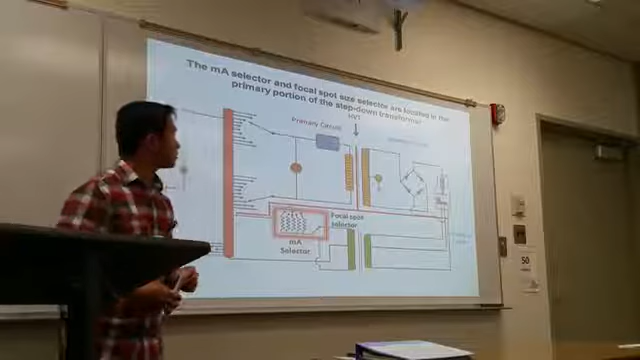 The mA selector and focal spot size selector are located in the
primary portion of the step-down transformer
Primary Circuit
Focal spot
selector
mA
Selector
50